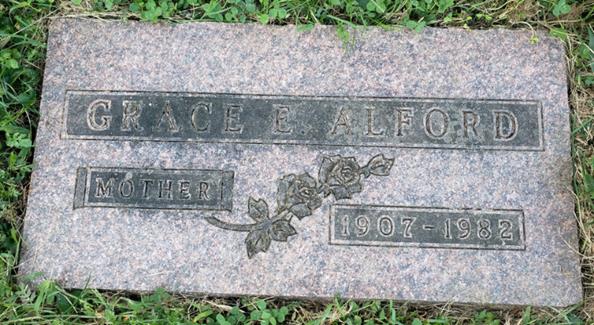 GRACE E. ALFORD
MOTHER
1907-1982